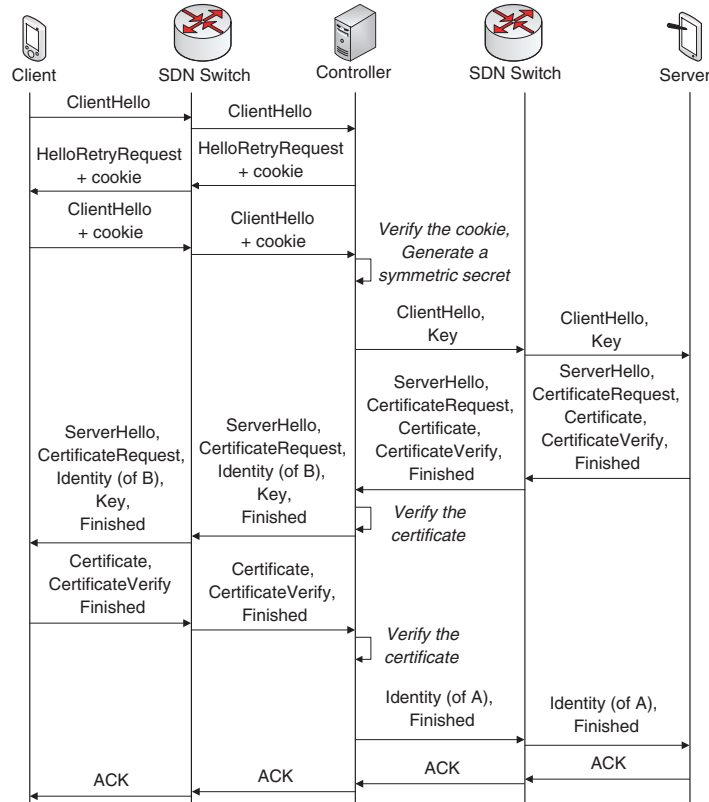 Client
SDN Switch
Controller
SDN Switch
Server
ClientHello
ClientHello
HelloRetryRequest
+ cookie
HelloRetryRequest
+ cookie
ClientHello
+ cookie
ClientHello
+ cookie
Verify the cookie,
Generate a
symmetric secret
ClientHello,
Key
ClientHello,
Key
ServerHello,
CertificateRequest,
Certificate,
CertificateVerify,
Finished
ServerHello,
CertificateRequest,
Certificate,
CertificateVerify,
Finished
Verify the
certificate
ServerHello,
CertificateRequest,
Identity (of B),
Key,
Finished
ServerHello,
CertificateRequest,
Identity (of B),
Key,
Finished
Certificate,
CertificateVerify
Finished
Certificate,
CertificateVerify,
Finished
Verify the
certificate
Identity (of A),
Finished
Identity (of A),
Finished
ACK
ACK
ACK
ACK